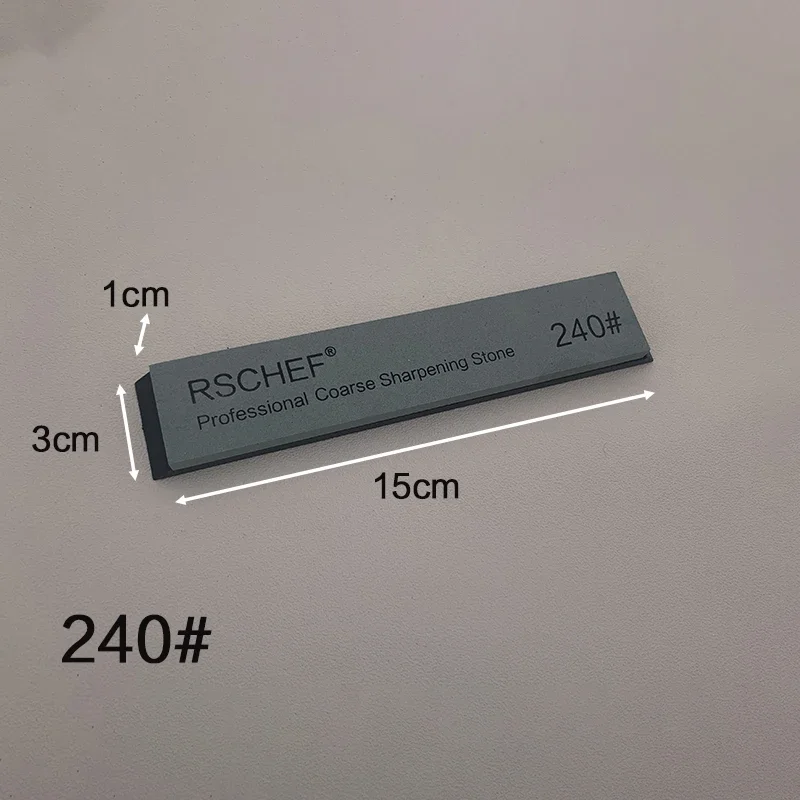 1cm
RSCHEF®
Professional Coarse Sharpening Stone
240#
3cm
15cm
240#